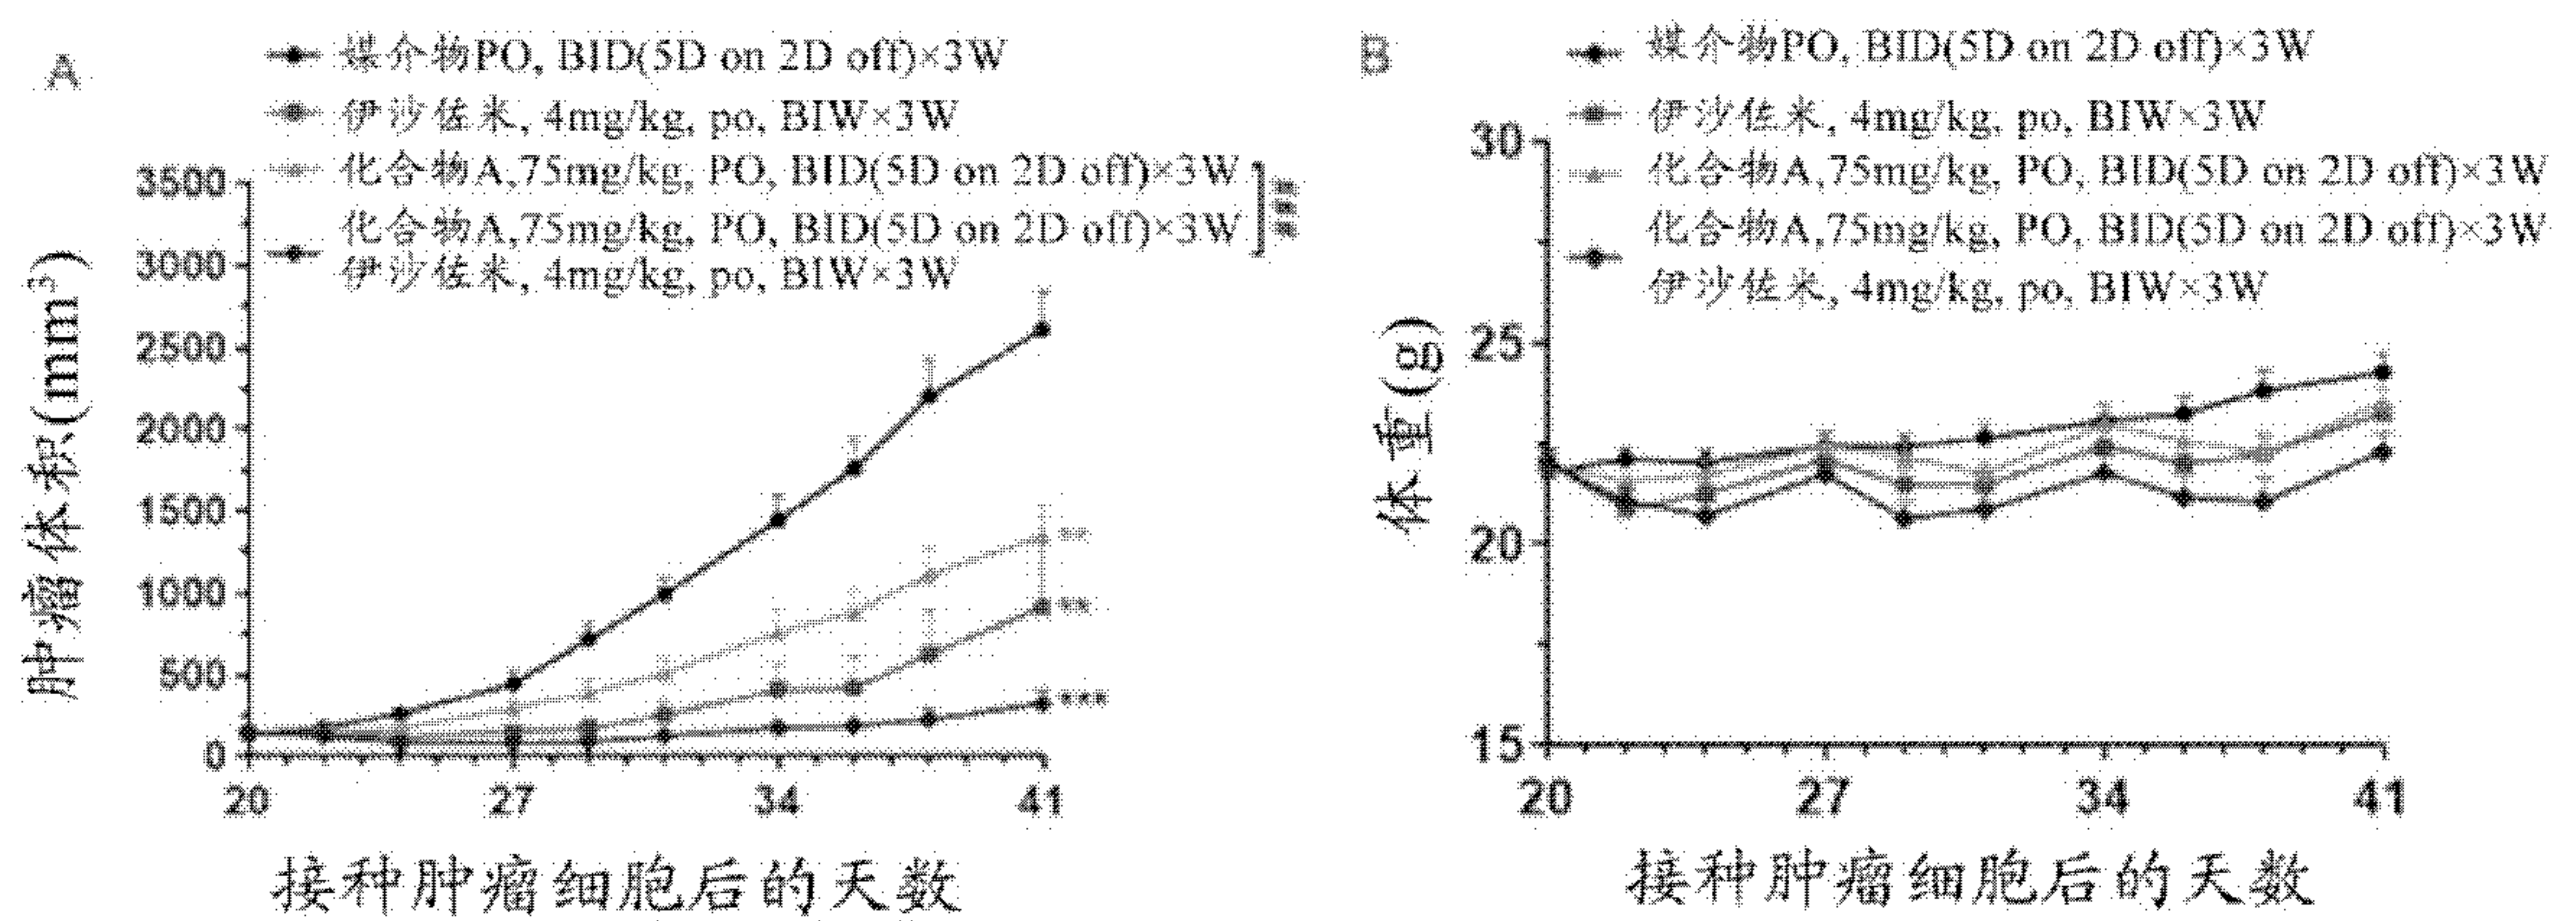 A
媒介物PO, BID(5D on 2D off)×3W
伊沙佐米, 4mg/kg, po, BIW×3W
化合物A,75mg/kg, PO, BID(5D on 2D off)×3W
化合物A,75mg/kg, PO, BID(5D on 2D off)×3W
伊沙佐米, 4mg/kg, po, BIW×3W
###
肿瘤体积(mm³)
3500
3000
2500
2000
1500
1000
500
0
**
**
***
20 27 34 41
接种肿瘤细胞后的天数
B
媒介物PO, BID(5D on 2D off)×3W
伊沙佐米, 4mg/kg, po, BIW×3W
化合物A,75mg/kg, PO, BID(5D on 2D off)×3W
化合物A,75mg/kg, PO, BID(5D on 2D off)×3W
伊沙佐米, 4mg/kg, po, BIW×3W
体重(g)
30
25
20
15
20 27 34 41
接种肿瘤细胞后的天数